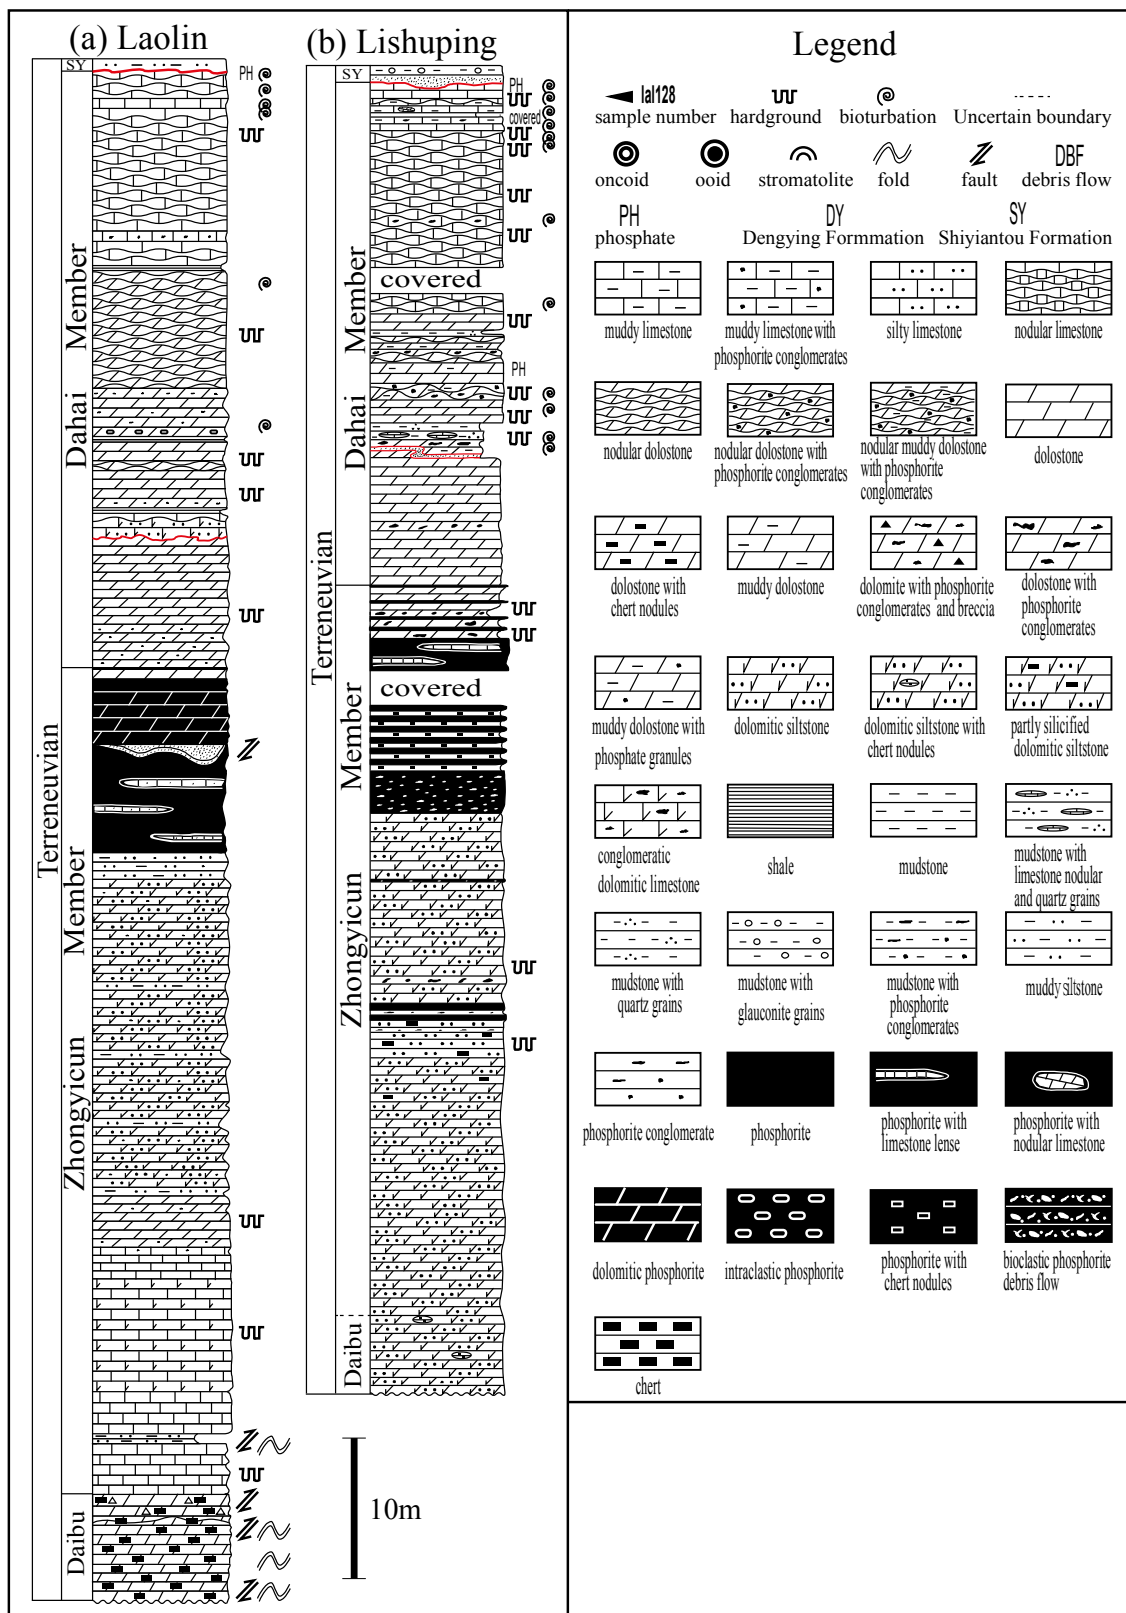 (a) Laolin
(b) Lishuping
SY
PH
Member
Dahai
Terreneuvian
Member
Zhongyicun
Daibu
SY
PH
covered
Member
covered
Dahai
PH
Terreneuvian
covered
Member
Zhongyicun
Daibu
10m
Legend
lal128
sample number hardground bioturbation Uncertain boundary
DBF
oncoid ooid stromatolite fold fault debris flow
PH DY SY
phosphate Dengying Formmation Shiyiantou Formation
muddy limestone
muddy limestone with
phosphorite conglomerates
silty limestone
nodular limestone
nodular dolostone
nodular dolostone with
phosphorite conglomerates
nodular muddy dolostone
with phosphorite
conglomerates
dolostone
dolostone with
chert nodules
muddy dolostone
dolomite with phosphorite
conglomerates and breccia
dolostone with
phosphorite
conglomerates
muddy dolostone with
phosphate granules
dolomitic siltstone
dolomitic siltstone with
chert nodules
partly silicified
dolomitic siltstone
conglomeratic
dolomitic limestone
shale
mudstone
mudstone with
limestone nodular
and quartz grains
mudstone with
quartz grains
mudstone with
glauconite grains
mudstone with
phosphorite
conglomerates
muddy siltstone
phosphorite conglomerate
phosphorite
phosphorite with
limestone lense
phosphorite with
nodular limestone
dolomitic phosphorite
intraclastic phosphorite
phosphorite with
chert nodules
bioclastic phosphorite
debris flow
chert